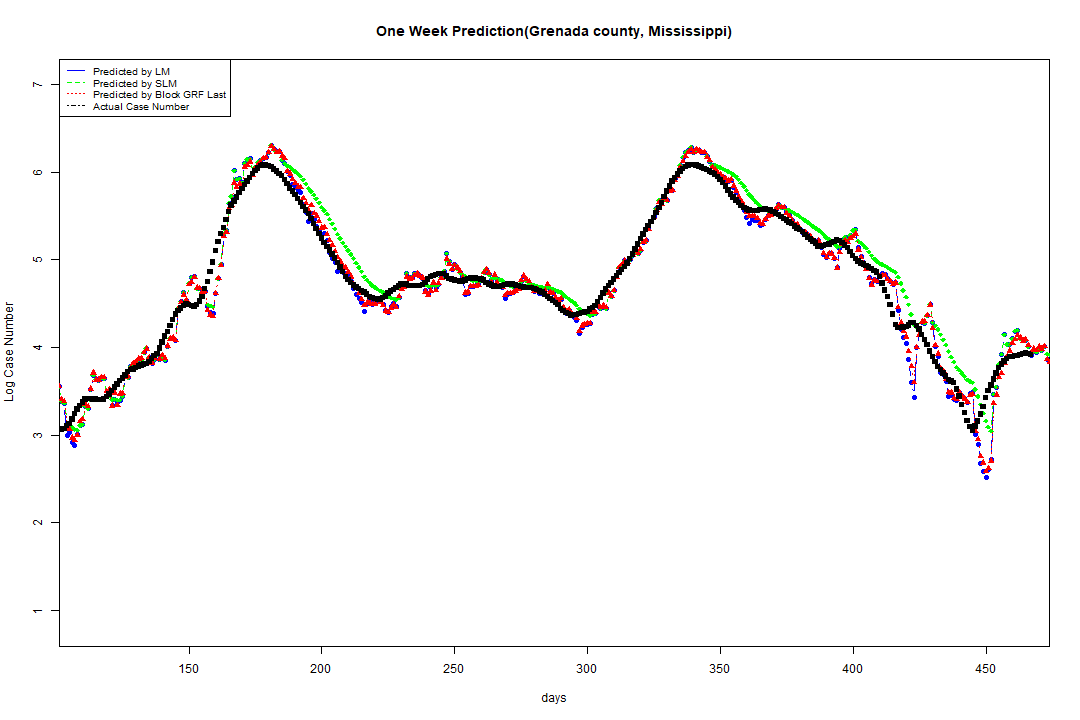 One Week Prediction(Grenada county, Mississippi)
Predicted by LM
Predicted by SLM
Predicted by Block GRF Last
Actual Case Number
7
6
5
4
3
2
1
Log Case Number
150 200 250 300 350 400 450
days